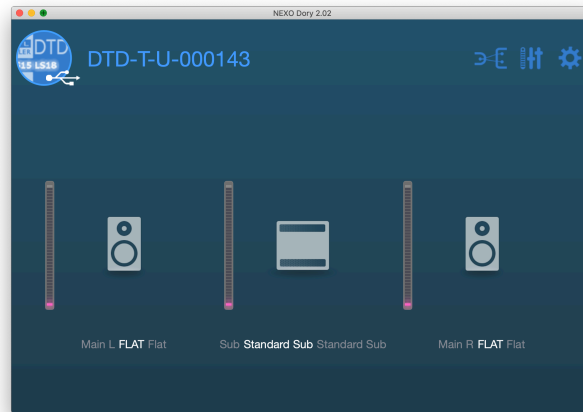 NEXO Dory 2.02
DTD
P15 LS18
DTD-T-U-000143
Main L FLAT Flat
Sub Standard Sub Standard Sub
Main R FLAT Flat